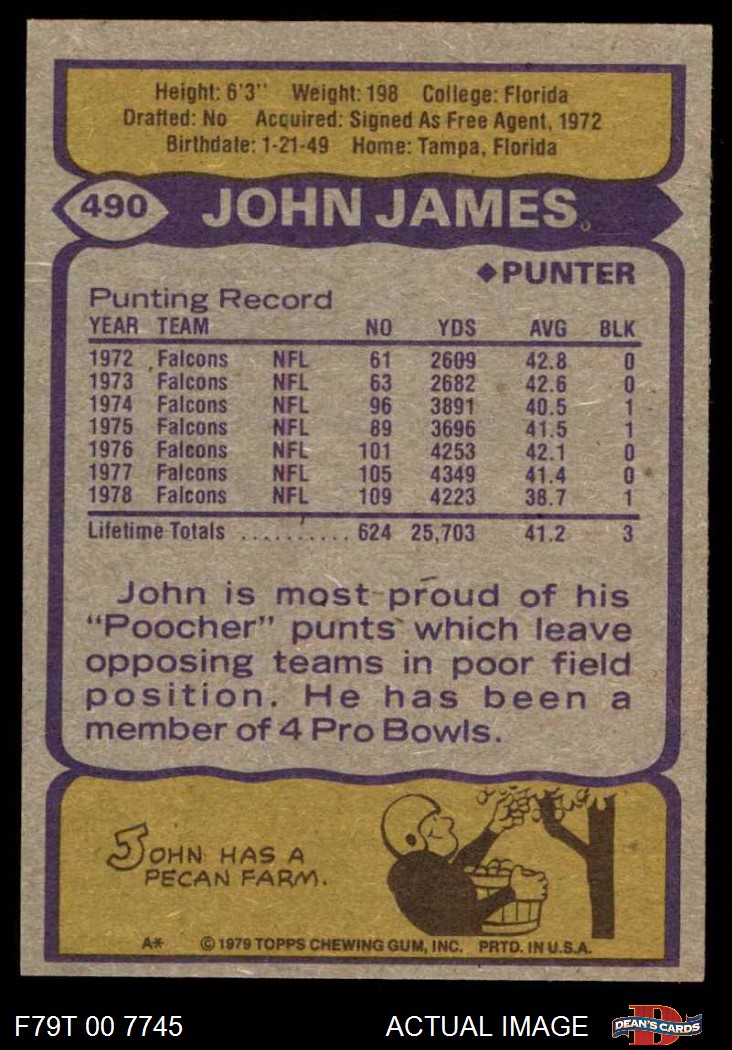 Height: 6'3'' Weight: 198 College: Florida
Drafted: No Acquired: Signed As Free Agent, 1972
Birthdate: 1-21-49 Home: Tampa, Florida
490 JOHN JAMES
◆PUNTER
Punting Record
YEAR TEAM NO YDS AVG BLK
1972 Falcons NFL 61 2609 42.8 0
1973 Falcons NFL 63 2682 42.6 0
1974 Falcons NFL 96 3891 40.5 1
1975 Falcons NFL 89 3696 41.5 1
1976 Falcons NFL 101 4253 42.1 0
1977 Falcons NFL 105 4349 41.4 0
1978 Falcons NFL 109 4223 38.7 1
Lifetime Totals .......... 624 25,703 41.2 3
John is most proud of his
"Poocher" punts which leave
opposing teams in poor field
position. He has been a
member of 4 Pro Bowls.
JOHN HAS A
PECAN FARM.
A* © 1979 TOPPS CHEWING GUM, INC. PRTD. IN U.S.A.
F79T 00 7745 ACTUAL IMAGE D DEAN'S CARDS